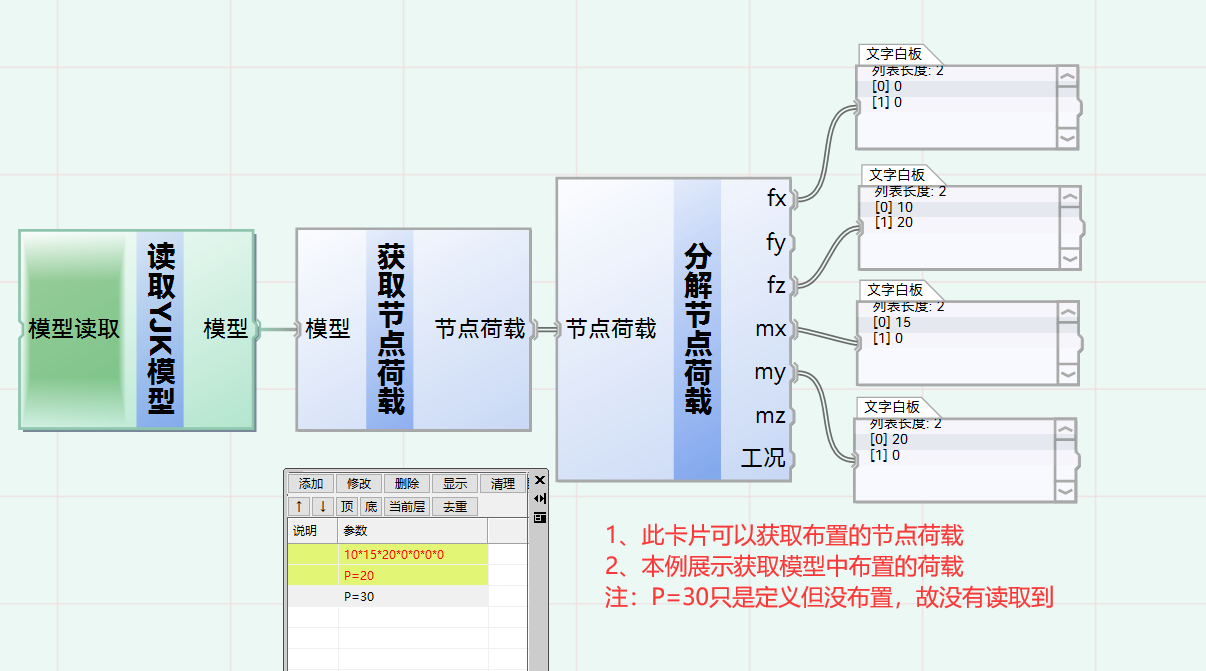 文字白板
列表长度: 2
[0] 0
[1] 0
文字白板
列表长度: 2
[0] 10
[1] 20
文字白板
列表长度: 2
[0] 15
[1] 0
文字白板
列表长度: 2
[0] 20
[1] 0
模型读取
读取YJK模型
模型
模型
获取节点荷载
节点荷载
节点荷载
分解节点荷载
fx
fy
fz
mx
my
mz
工况
添加 修改 删除 显示 清理
↑ ↓ 顶 底 当前层 去重
说明 参数
10*15*20*0*0*0*0
P=20
P=30
1、此卡片可以获取布置的节点荷载
2、本例展示获取模型中布置的荷载
注：P=30只是定义但没布置，故没有读取到